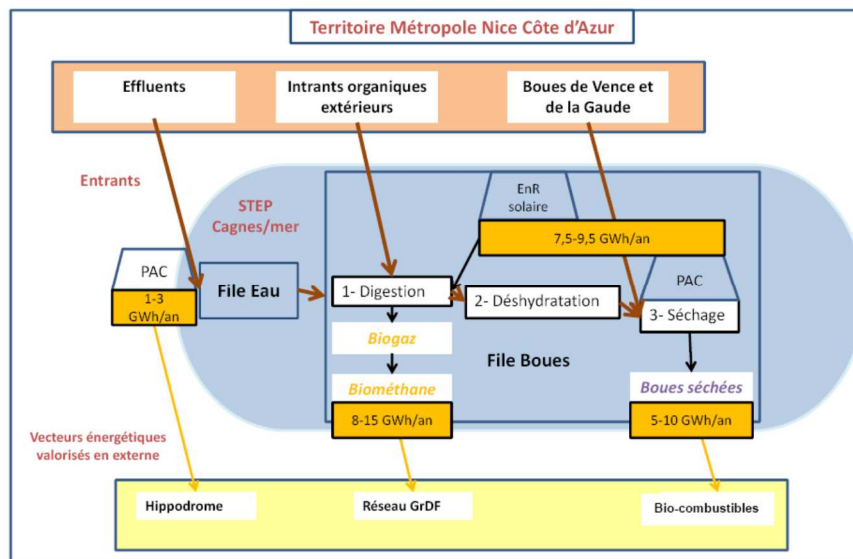 Territoire Métropole Nice Côte d'Azur
Effluents
Intrants organiques
extérieurs
Boues de Vence et
de la Gaude
Entrants
STEP
Cagnes/mer
EnR
solaire
7,5-9,5 GWh/an
PAC
1-3
GWh/an
File Eau
1- Digestion
2- Déshydratation
PAC
3- Séchage
Biogaz
File Boues
Biométhane
8-15 GWh/an
Boues séchées
5-10 GWh/an
Vecteurs énergétiques
valorisés en externe
Hippodrome
Réseau GrDF
Bio-combustibles